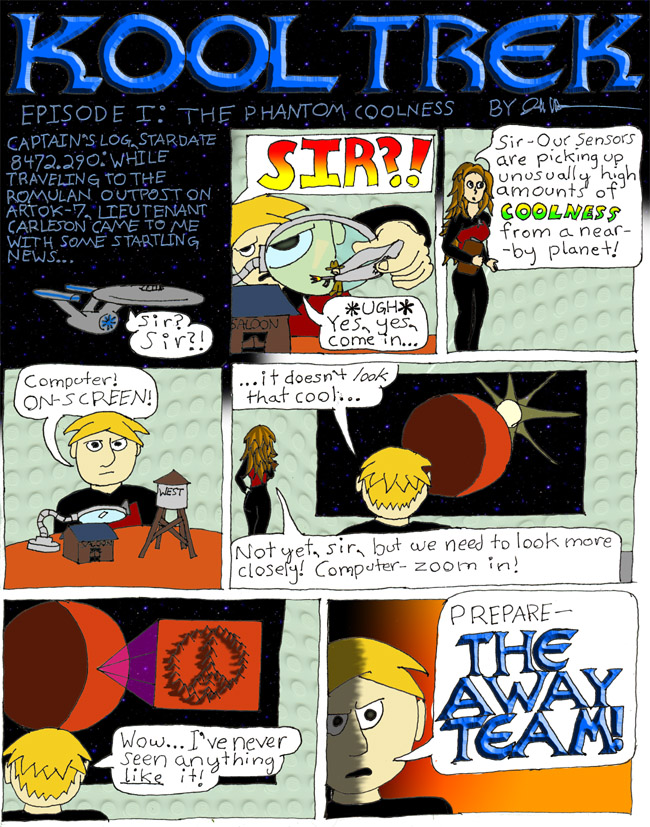 KOOL TREK
EPISODE I: THE PHANTOM COOLNESS BY
CAPTAIN'S LOG, STARDATE
8472.290: WHILE
TRAVELING TO THE
ROMULAN OUTPOST ON
ARTOK-7, LIEUTENANT
CARLESON CAME TO ME
WITH SOME STARTLING
NEWS...
Sir?
Sir?!
SIR?!
SALOON
*UGH*
Yes, yes,
come in...
Sir-Our Sensors
are picking up
unusually high
amounts of
COOLNESS
from a near-
-by planet!
Computer!
ON-SCREEN!
WEST
SALOON
...it doesn't look
that cool...
Not yet, sir, but we need to look more
closely! Computer- zoom in!
Wow... I've never
seen anything
like it!
PREPARE-
THE
AWAY
TEAM!